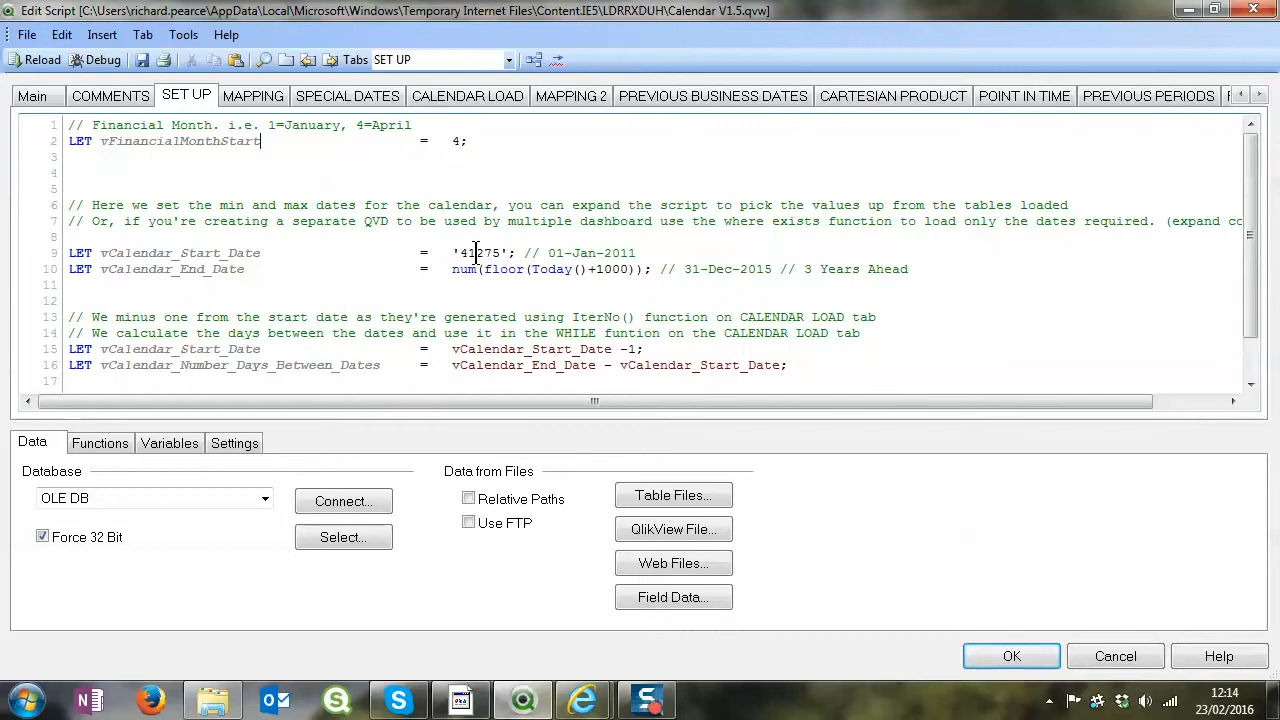 Edit Script [C:\Users\richard.pearce\AppData\Local\Microsoft\Windows\Temporary Internet Files\Content.IE5\LDRRXDUH\Calendar V1.5.qvw]
File Edit Insert Tab Tools Help
Reload Debug Tabs SET UP
Main COMMENTS SET UP MAPPING SPECIAL DATES CALENDAR LOAD MAPPING 2 PREVIOUS BUSINESS DATES CARTESIAN PRODUCT POINT IN TIME PREVIOUS PERIODS
1 // Financial Month. i.e. 1=January, 4=April
2 LET vFinancialMonthStart = 4;
3
4
5
6 // Here we set the min and max dates for the calendar, you can expand the script to pick the values up from the tables loaded
7 // Or, if you're creating a separate QVD to be used by multiple dashboard use the where exists function to load only the dates required. (expand co
8
9 LET vCalendar_Start_Date = '41275'; // 01-Jan-2011
10 LET vCalendar_End_Date = num(floor(Today()+1000)); // 31-Dec-2015 // 3 Years Ahead
11
12
13 // We minus one from the start date as they're generated using IterNo() function on CALENDAR LOAD tab
14 // We calculate the days between the dates and use it in the WHILE funtion on the CALENDAR LOAD tab
15 LET vCalendar_Start_Date = vCalendar_Start_Date -1;
16 LET vCalendar_Number_Days_Between_Dates = vCalendar_End_Date - vCalendar_Start_Date;
17
Data Functions Variables Settings
Database Data from Files
OLE DB Connect... Relative Paths Table Files...
Use FTP QlikView File...
Force 32 Bit Select...
Web Files...
Field Data...
OK Cancel Help
12:14
23/02/2016